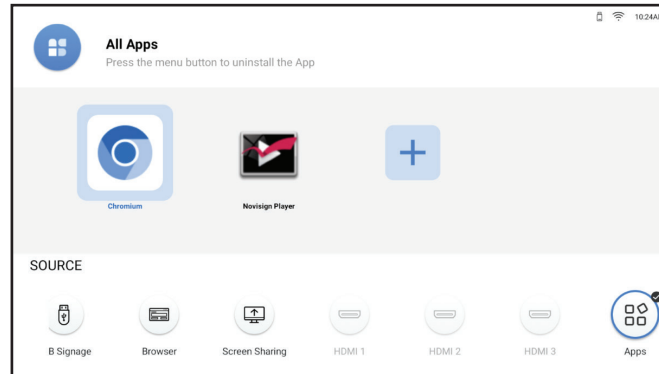 10:24A
All Apps
Press the menu button to uninstall the App
Chromium
Novisign Player
SOURCE
B Signage
Browser
Screen Sharing
HDMI 1
HDMI 2
HDMI 3
Apps